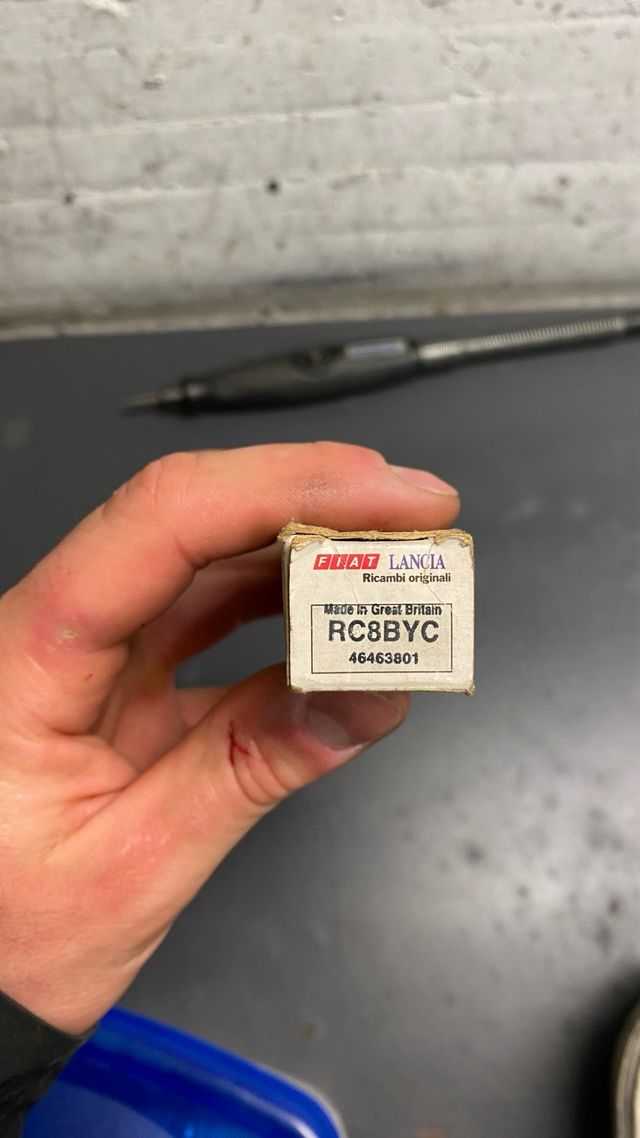 FIAT LANCIA
Ricambi originali
Made in Great Britain
RC8BYC
46463801